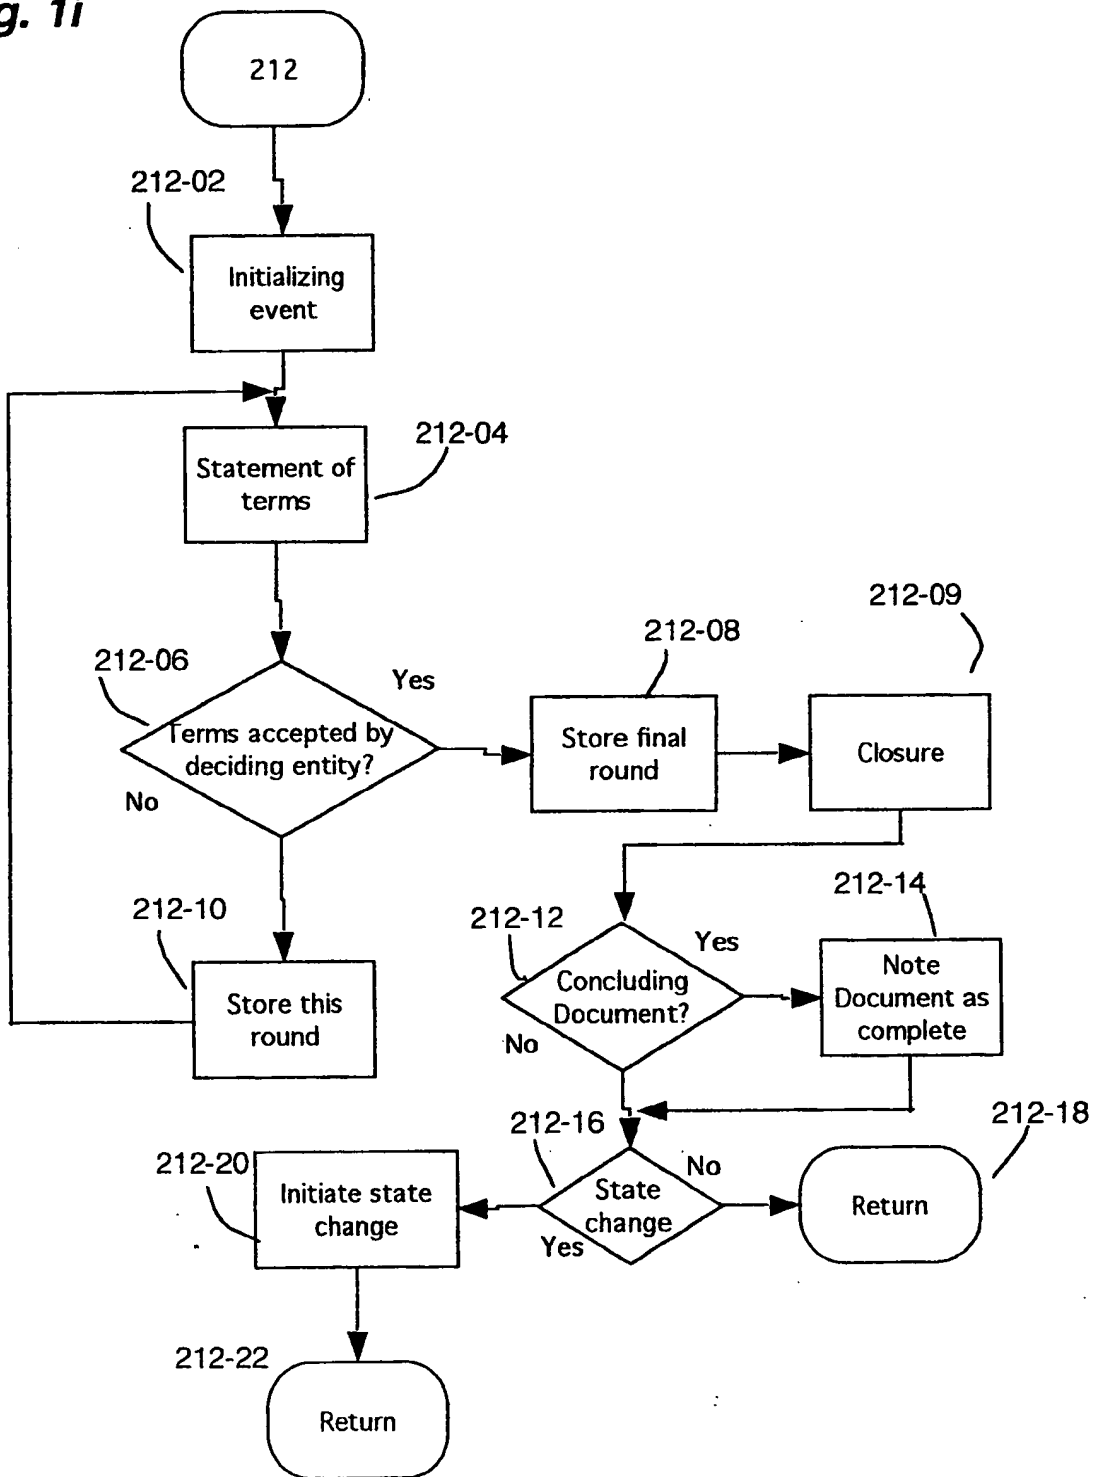 g. 1i
212
212-02
Initializing
event
212-04
Statement of
terms
212-06
Terms accepted by
deciding entity?
Yes
No
212-08
Store final
round
212-09
Closure
212-10
Store this
round
212-12
Concluding
Document?
Yes
No
212-14
Note
Document as
complete
212-16
State
change
No
Yes
212-18
Return
212-20
Initiate state
change
212-22
Return